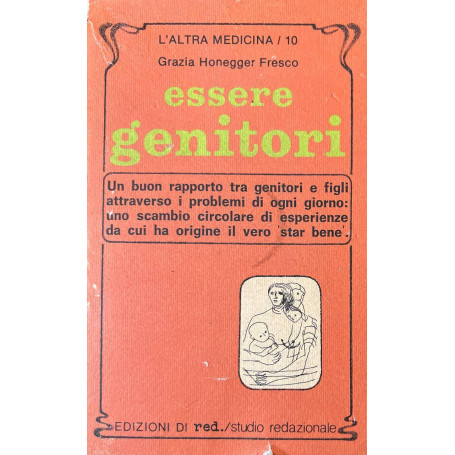 L'ALTRA MEDICINA / 10
Grazia Honegger Fresco
essere
genitori
Un buon rapporto tra genitori e figli
attraverso i problemi di ogni giorno:
uno scambio circolare di esperienze
da cui ha origine il vero 'star bene'.
EDIZIONI DI red./studio redazionale